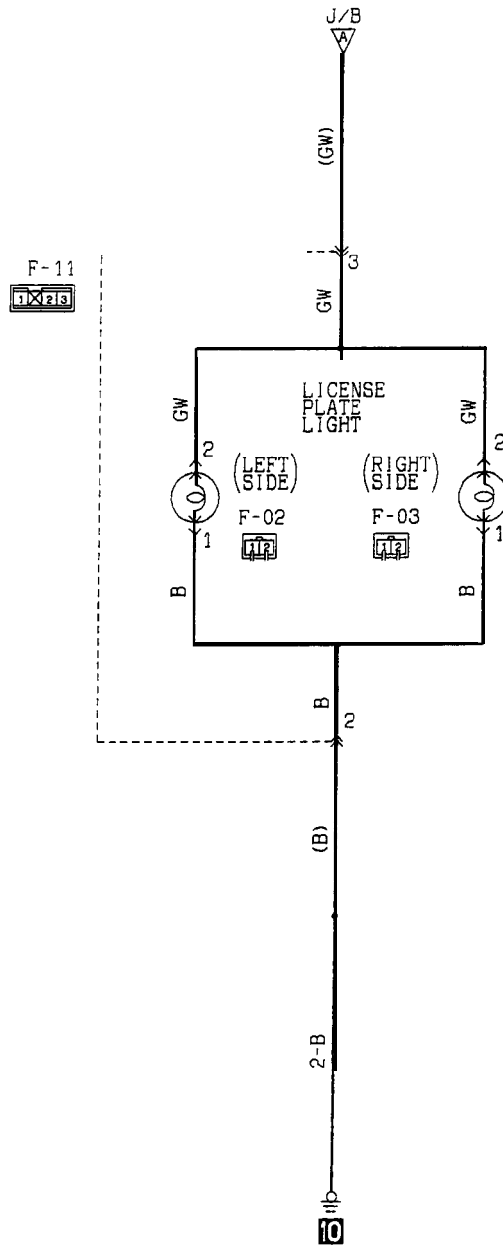 J/B
A
(GW)
3
F-11
1 2 3
GW
LICENSE
PLATE
LIGHT
GW
GW
2
2
(LEFT
SIDE)
(RIGHT
SIDE)
F-02
F-03
1 2
1 2
1
1
B
B
B
2
(B)
2-B
10